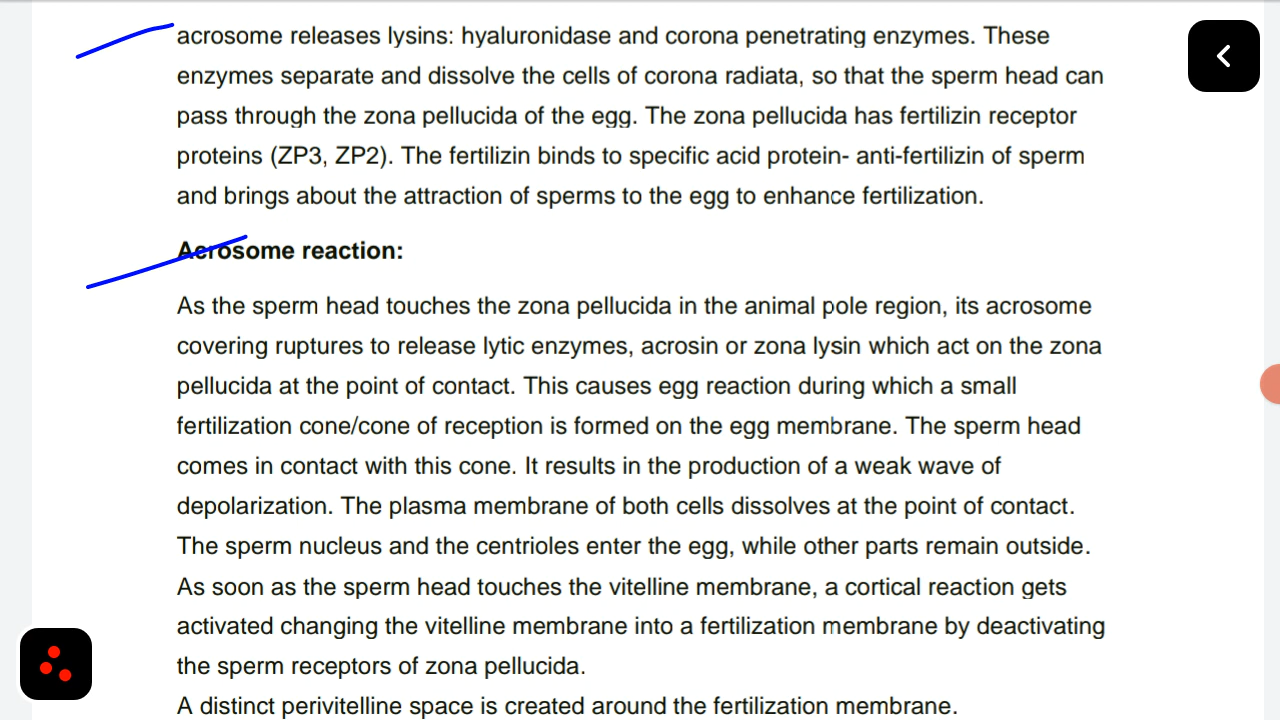 acrosome releases lysins: hyaluronidase and corona penetrating enzymes. These
enzymes separate and dissolve the cells of corona radiata, so that the sperm head can
pass through the zona pellucida of the egg. The zona pellucida has fertilizin receptor
proteins (ZP3, ZP2). The fertilizin binds to specific acid protein- anti-fertilizin of sperm
and brings about the attraction of sperms to the egg to enhance fertilization.
Acrosome reaction:
As the sperm head touches the zona pellucida in the animal pole region, its acrosome
covering ruptures to release lytic enzymes, acrosin or zona lysin which act on the zona
pellucida at the point of contact. This causes egg reaction during which a small
fertilization cone/cone of reception is formed on the egg membrane. The sperm head
comes in contact with this cone. It results in the production of a weak wave of
depolarization. The plasma membrane of both cells dissolves at the point of contact.
The sperm nucleus and the centrioles enter the egg, while other parts remain outside.
As soon as the sperm head touches the vitelline membrane, a cortical reaction gets
activated changing the vitelline membrane into a fertilization membrane by deactivating
the sperm receptors of zona pellucida.
A distinct perivitelline space is created around the fertilization membrane.